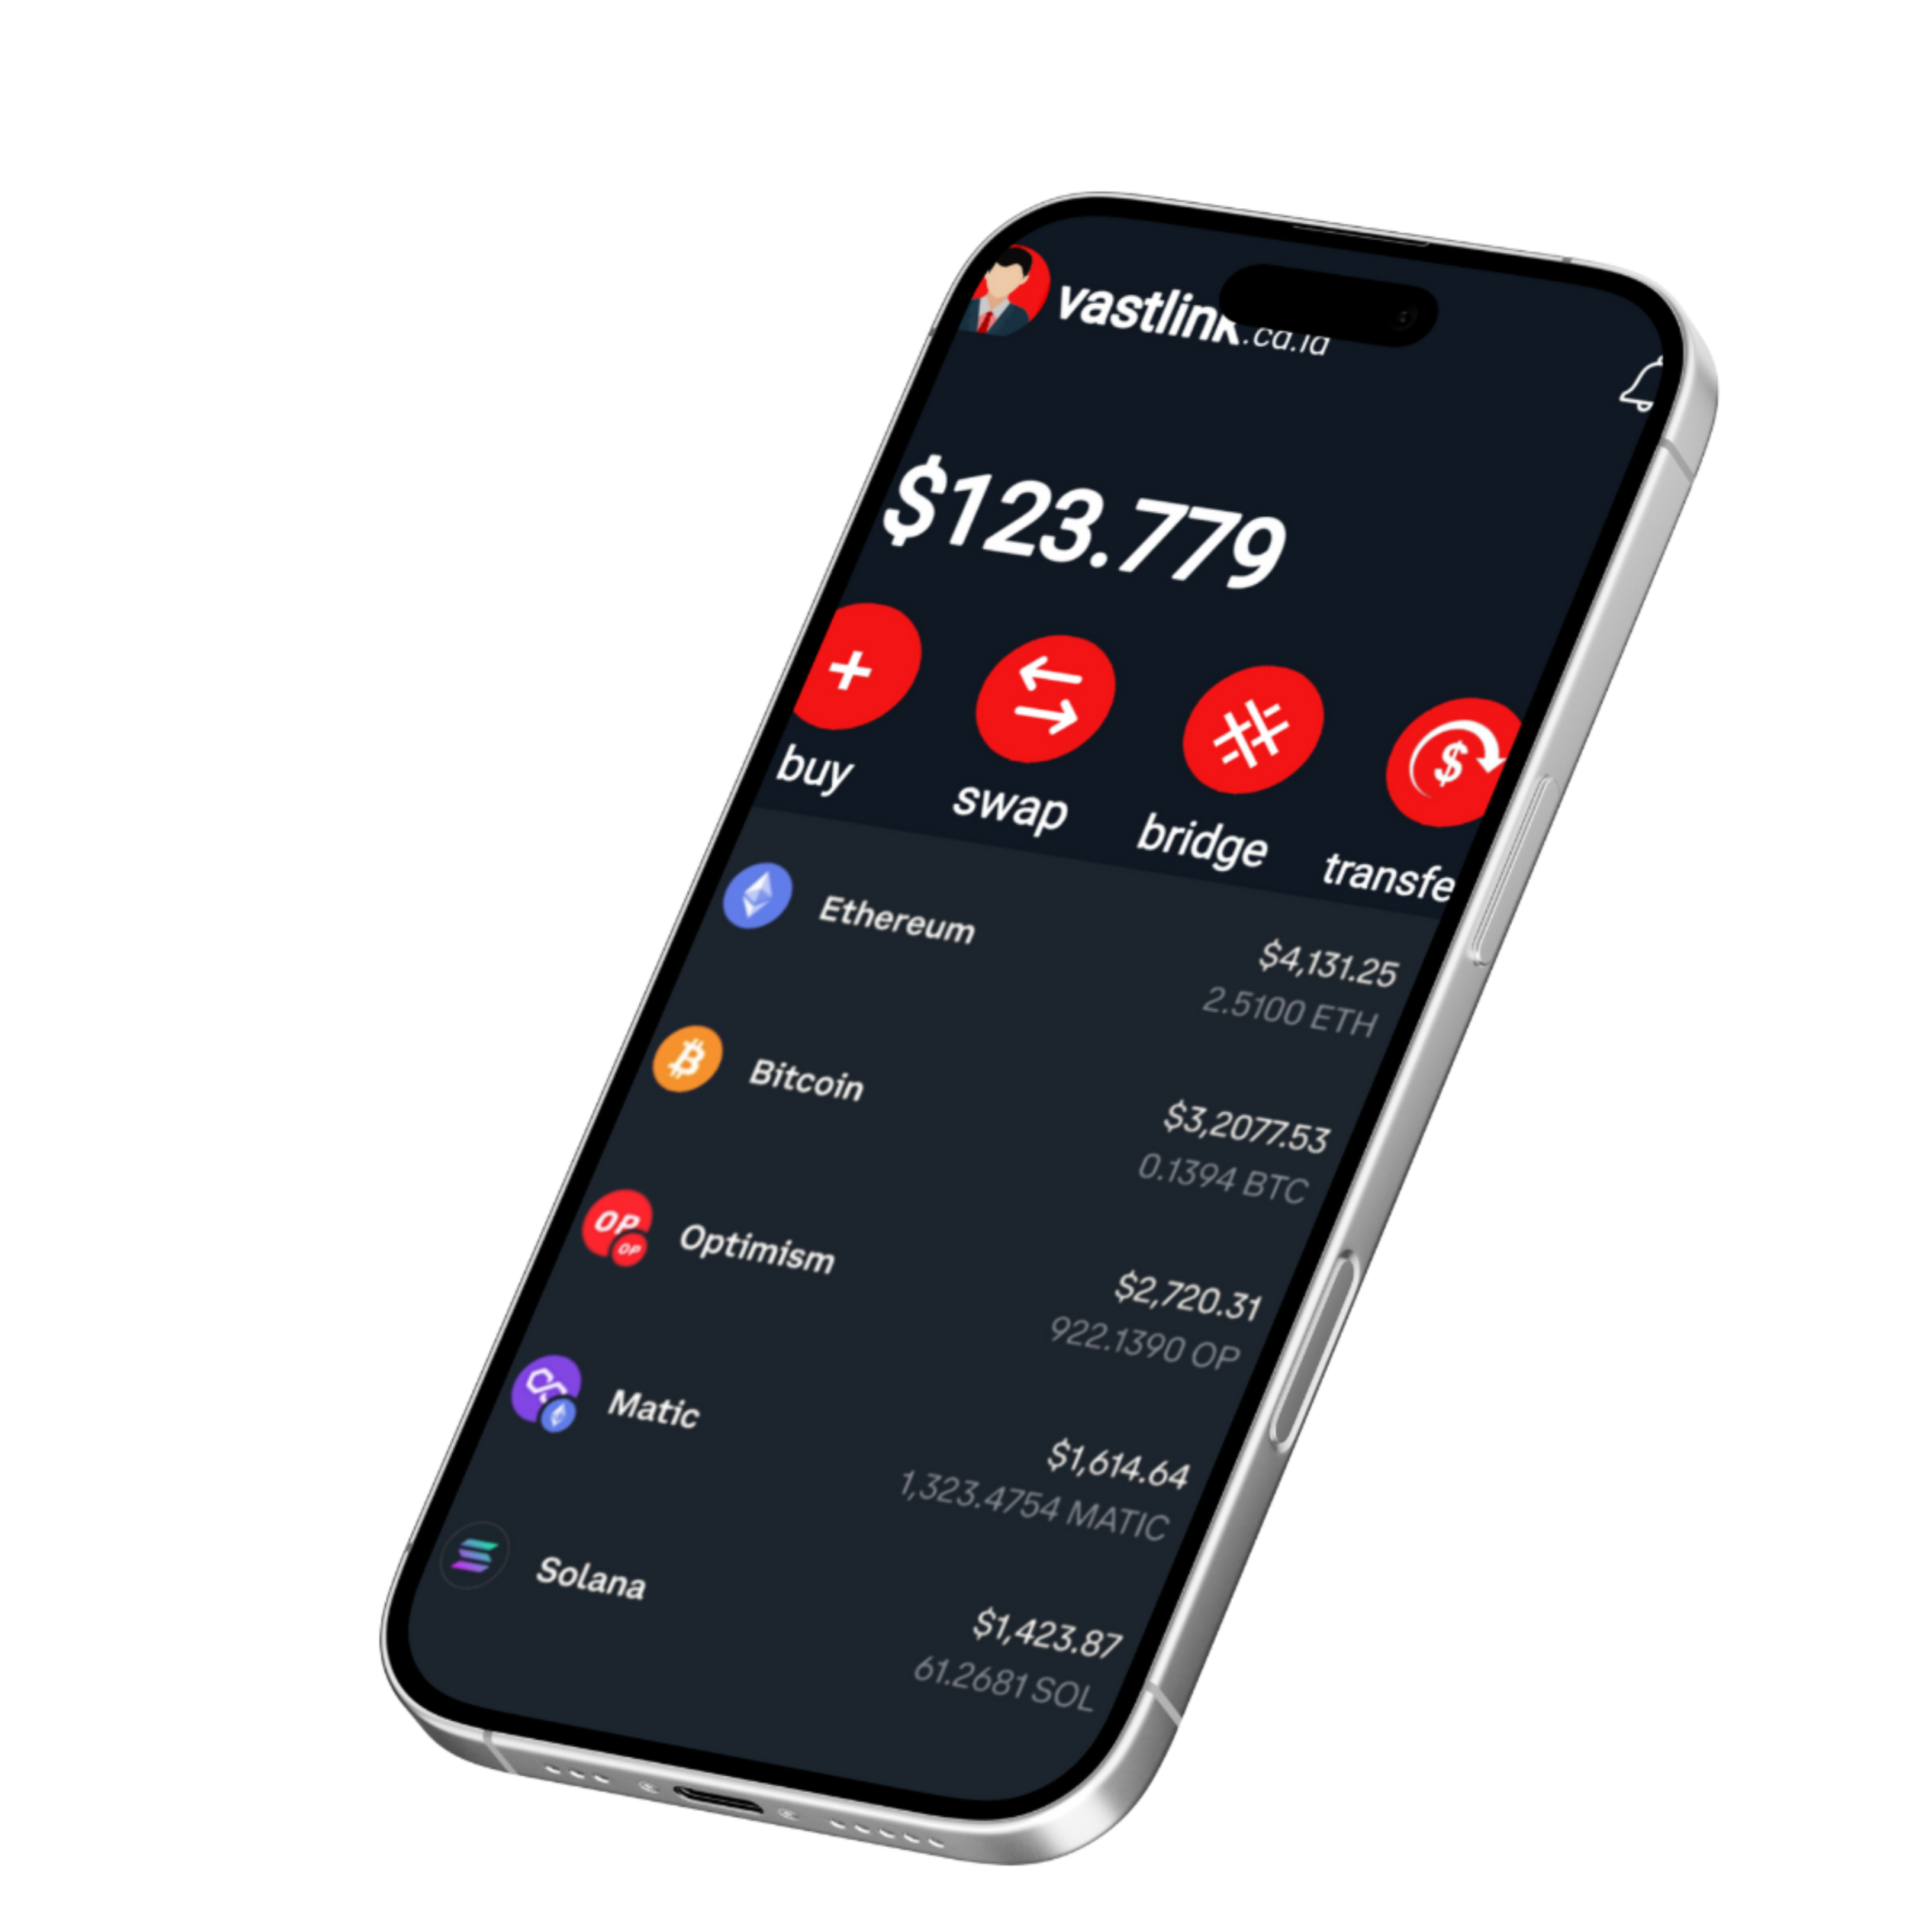 vastlink.co.id
$123.779
buy swap bridge transfe
Ethereum
$4,131.25
2.5100 ETH
Bitcoin
$3,2077.53
0.1394 BTC
OP
OP
Optimism
$2,720.31
922.1390 OP
Matic
$1,614.64
1,323.4754 MATIC
Solana
$1,423.87
61.2681 SOL